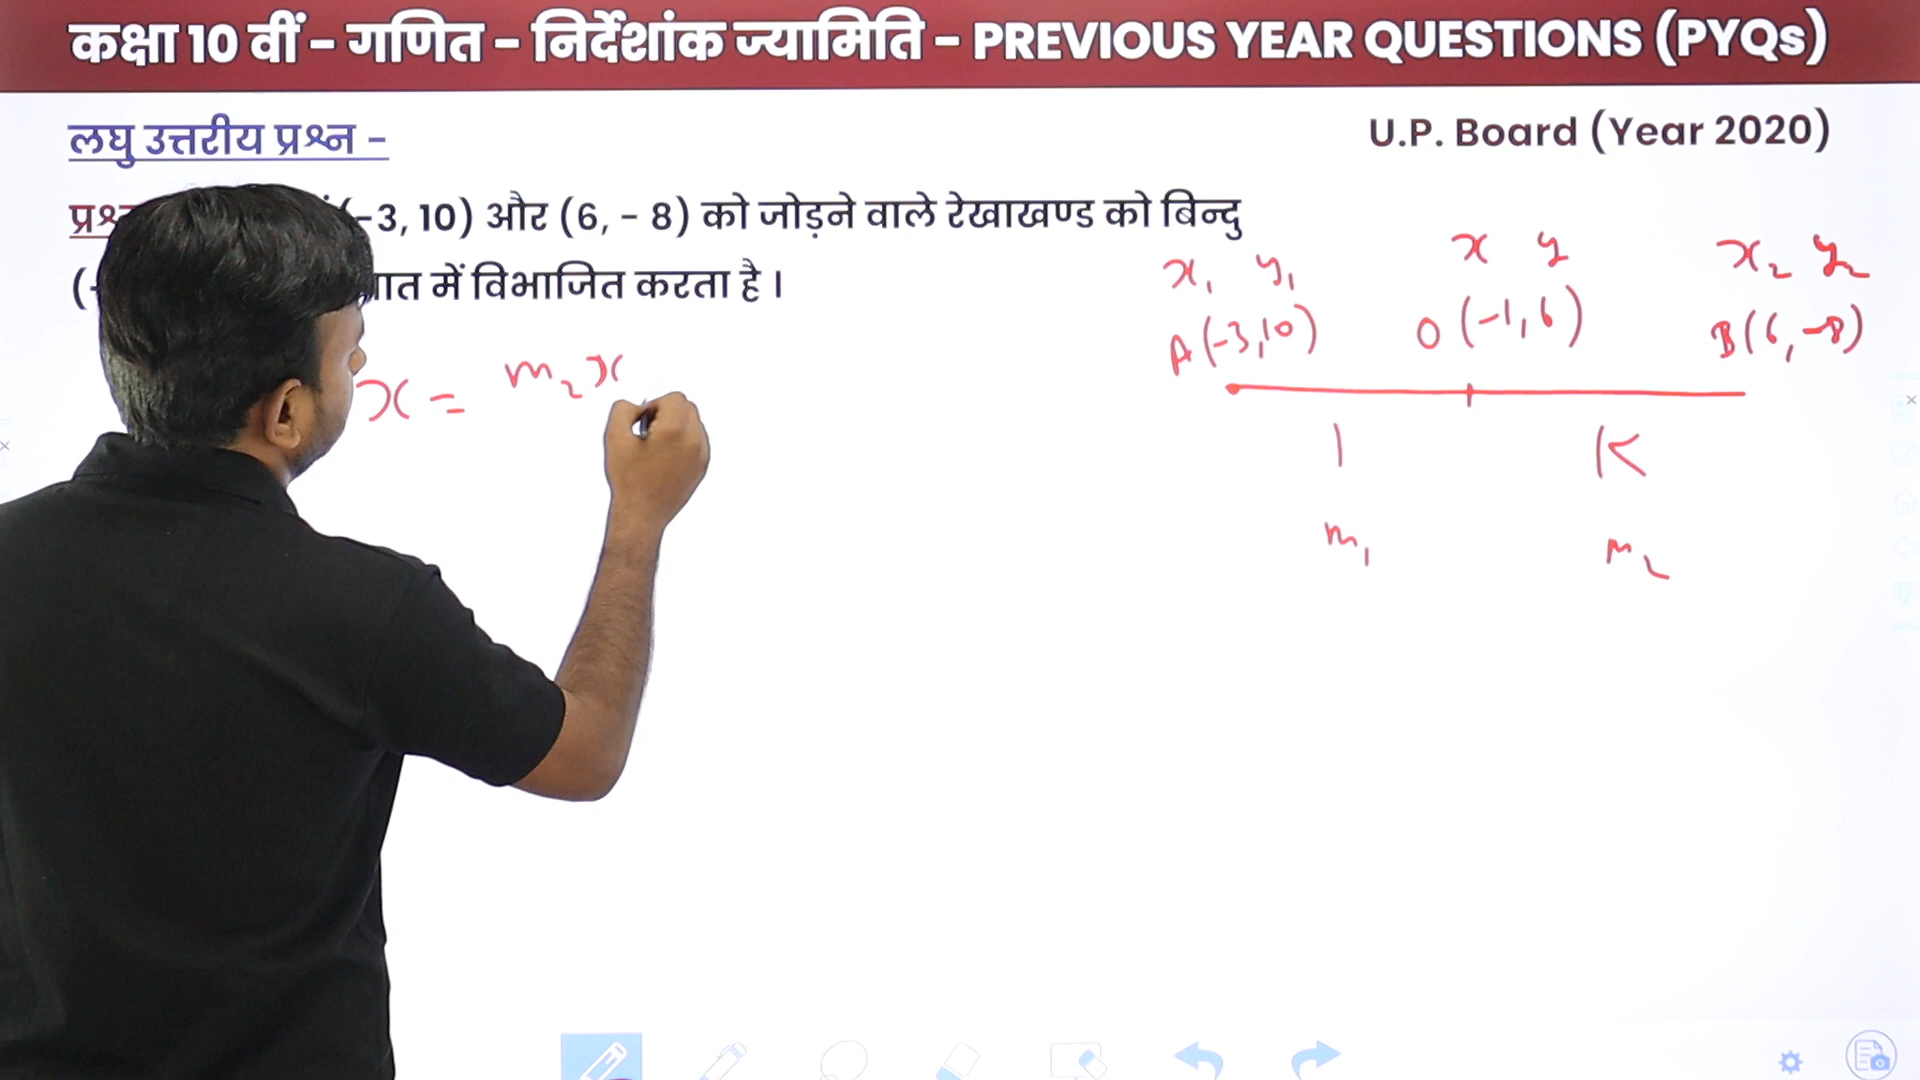 कक्षा 10 वीं – गणित – निर्देशांक ज्यामिति – PREVIOUS YEAR QUESTIONS (PYQs)
लघु उत्तरीय प्रश्न –
U.P. Board (Year 2020)
(-3, 10) और (6, - 8) को जोड़ने वाले रेखाखण्ड को बिन्दु
में विभाजित करता है ।
x₁ y₁ x y x₂ y₂
A(-3,10) O(-1,6) B(6,-8)
x = m₂x
1 K
m₁ m₂